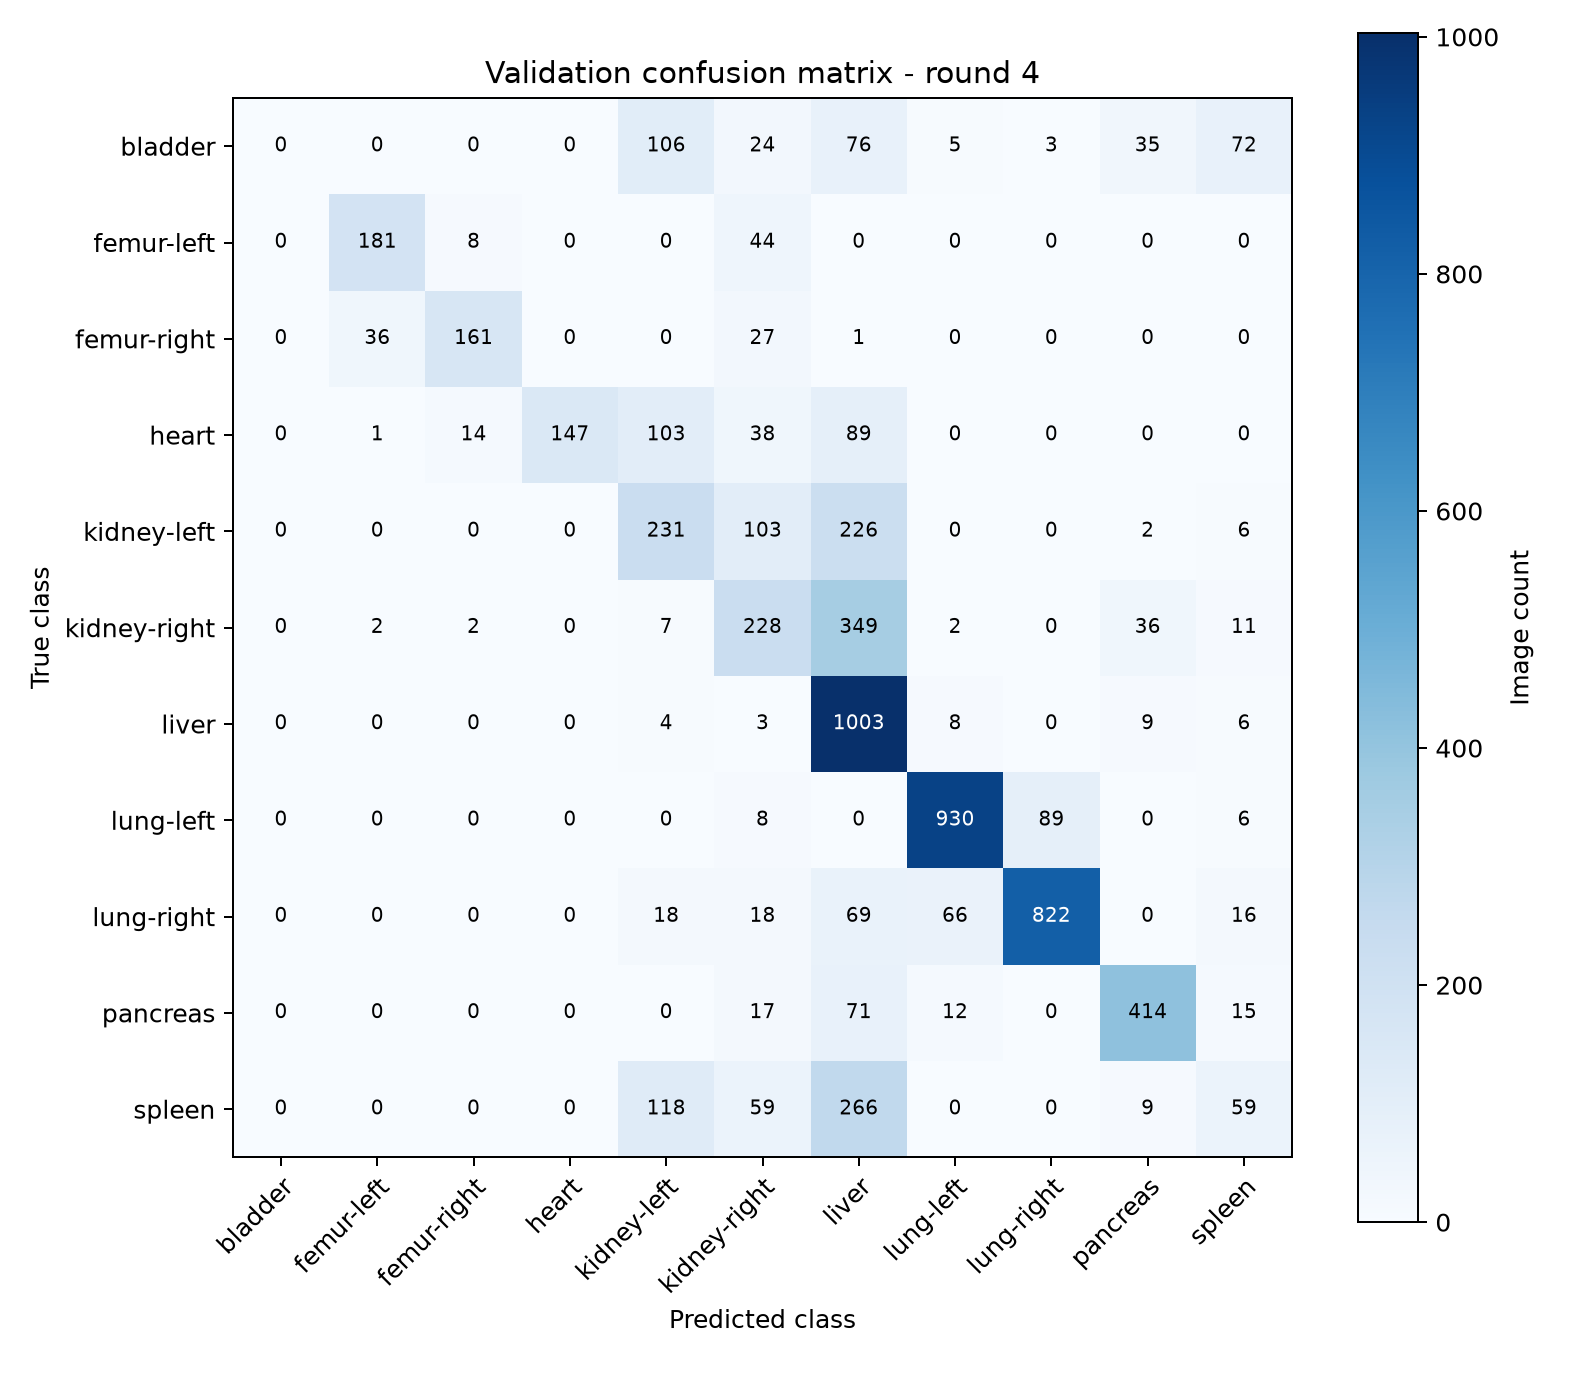 Validation confusion matrix - round 4
True class
bladder 0 0 0 0 106 24 76 5 3 35 72
femur-left 0 181 8 0 0 44 0 0 0 0 0
femur-right 0 36 161 0 0 27 1 0 0 0 0
heart 0 1 14 147 103 38 89 0 0 0 0
kidney-left 0 0 0 0 231 103 226 0 0 2 6
kidney-right 0 2 2 0 7 228 349 2 0 36 11
liver 0 0 0 0 4 3 1003 8 0 9 6
lung-left 0 0 0 0 0 8 0 930 89 0 6
lung-right 0 0 0 0 18 18 69 66 822 0 16
pancreas 0 0 0 0 0 17 71 12 0 414 15
spleen 0 0 0 0 118 59 266 0 0 9 59
bladder femur-left femur-right heart kidney-left kidney-right liver lung-left lung-right pancreas spleen
Predicted class
1000
800
600
400
200
0
Image count